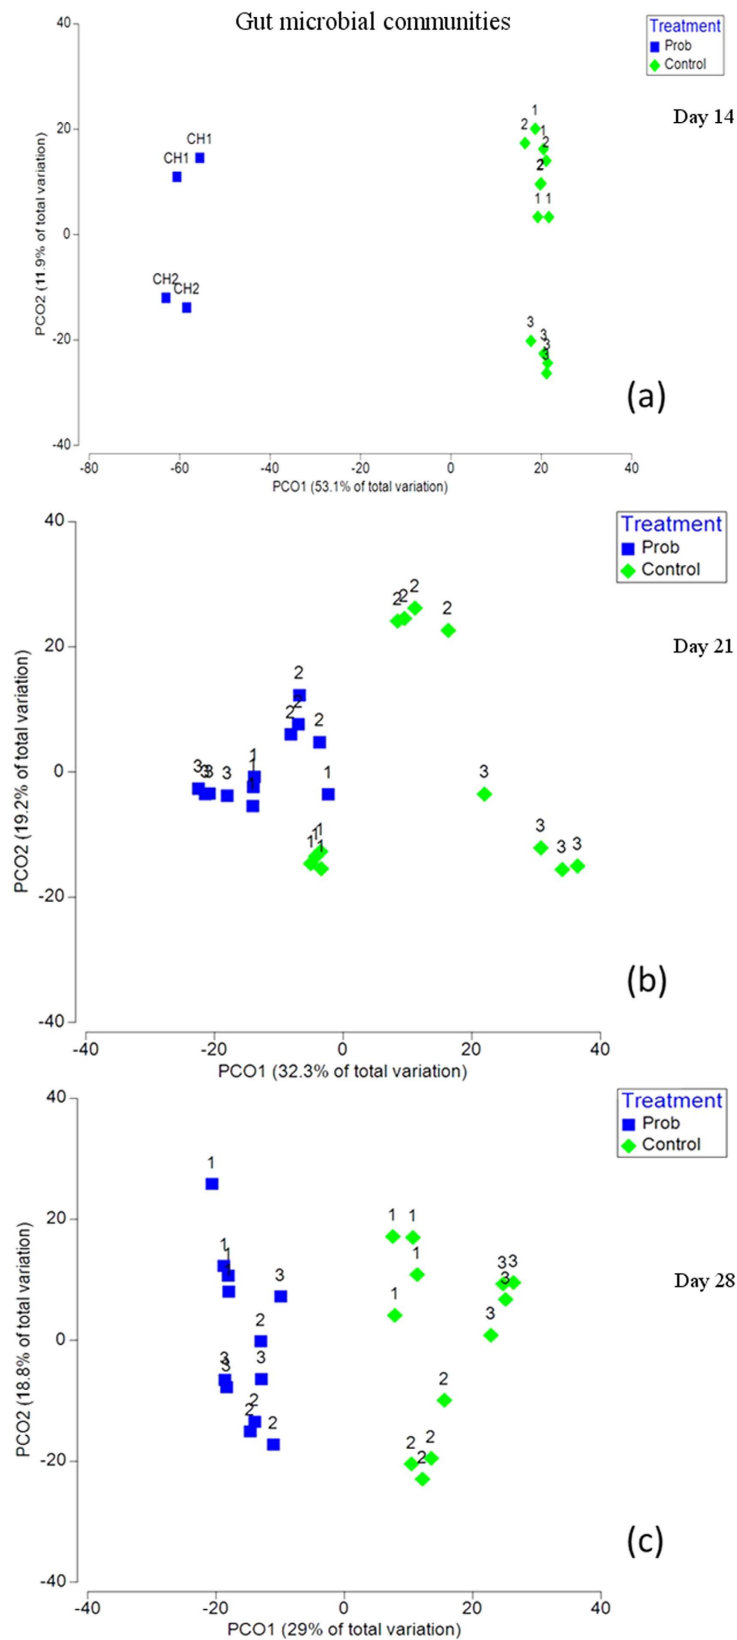 Gut microbial communities
Treatment
Prob
Control
Day 14
40
20
0
-20
-40
PCO2 (11.9% of total variation)
CH1
CH1
CH2
CH2
1
2
1
2
2
1 1
3
3
3
3
(a)
-80 -60 -40 -20 0 20 40
PCO1 (53.1% of total variation)
Treatment
Prob
Control
Day 21
40
20
0
-20
-40
PCO2 (19.2% of total variation)
2
2 2
2
2
2
2 2
3 3 3 3
1
1
1
3
3
3 3
1 1 1
1
(b)
-40 -20 0 20 40
PCO1 (32.3% of total variation)
Treatment
Prob
Control
Day 28
40
20
0
-20
-40
PCO2 (18.8% of total variation)
1
1
1
3
2
3
3
3
2
2 2
1 1
1
1
3 3
3
3
2
2 2
2
(c)
-40 -20 0 20 40
PCO1 (29% of total variation)